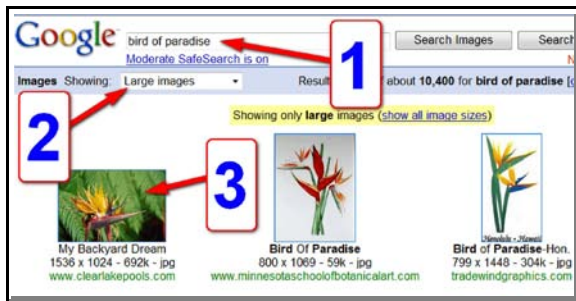 Google bird of paradise Search Images Search
Moderate SafeSearch is on
1
Images Showing: Large images Result about 10,400 for bird of paradise
2
Showing only large images (show all image sizes)
3
Honolulu - Hawaii
My Backyard Dream Bird Of Paradise Bird of Paradise-Hon.
1536 x 1024 - 692k - jpg 800 x 1069 - 59k - jpg 799 x 1448 - 304k - jpg
www.clearlakepools.com www.minnesotaschoolofbotanicalart.com tradewindgraphics.com